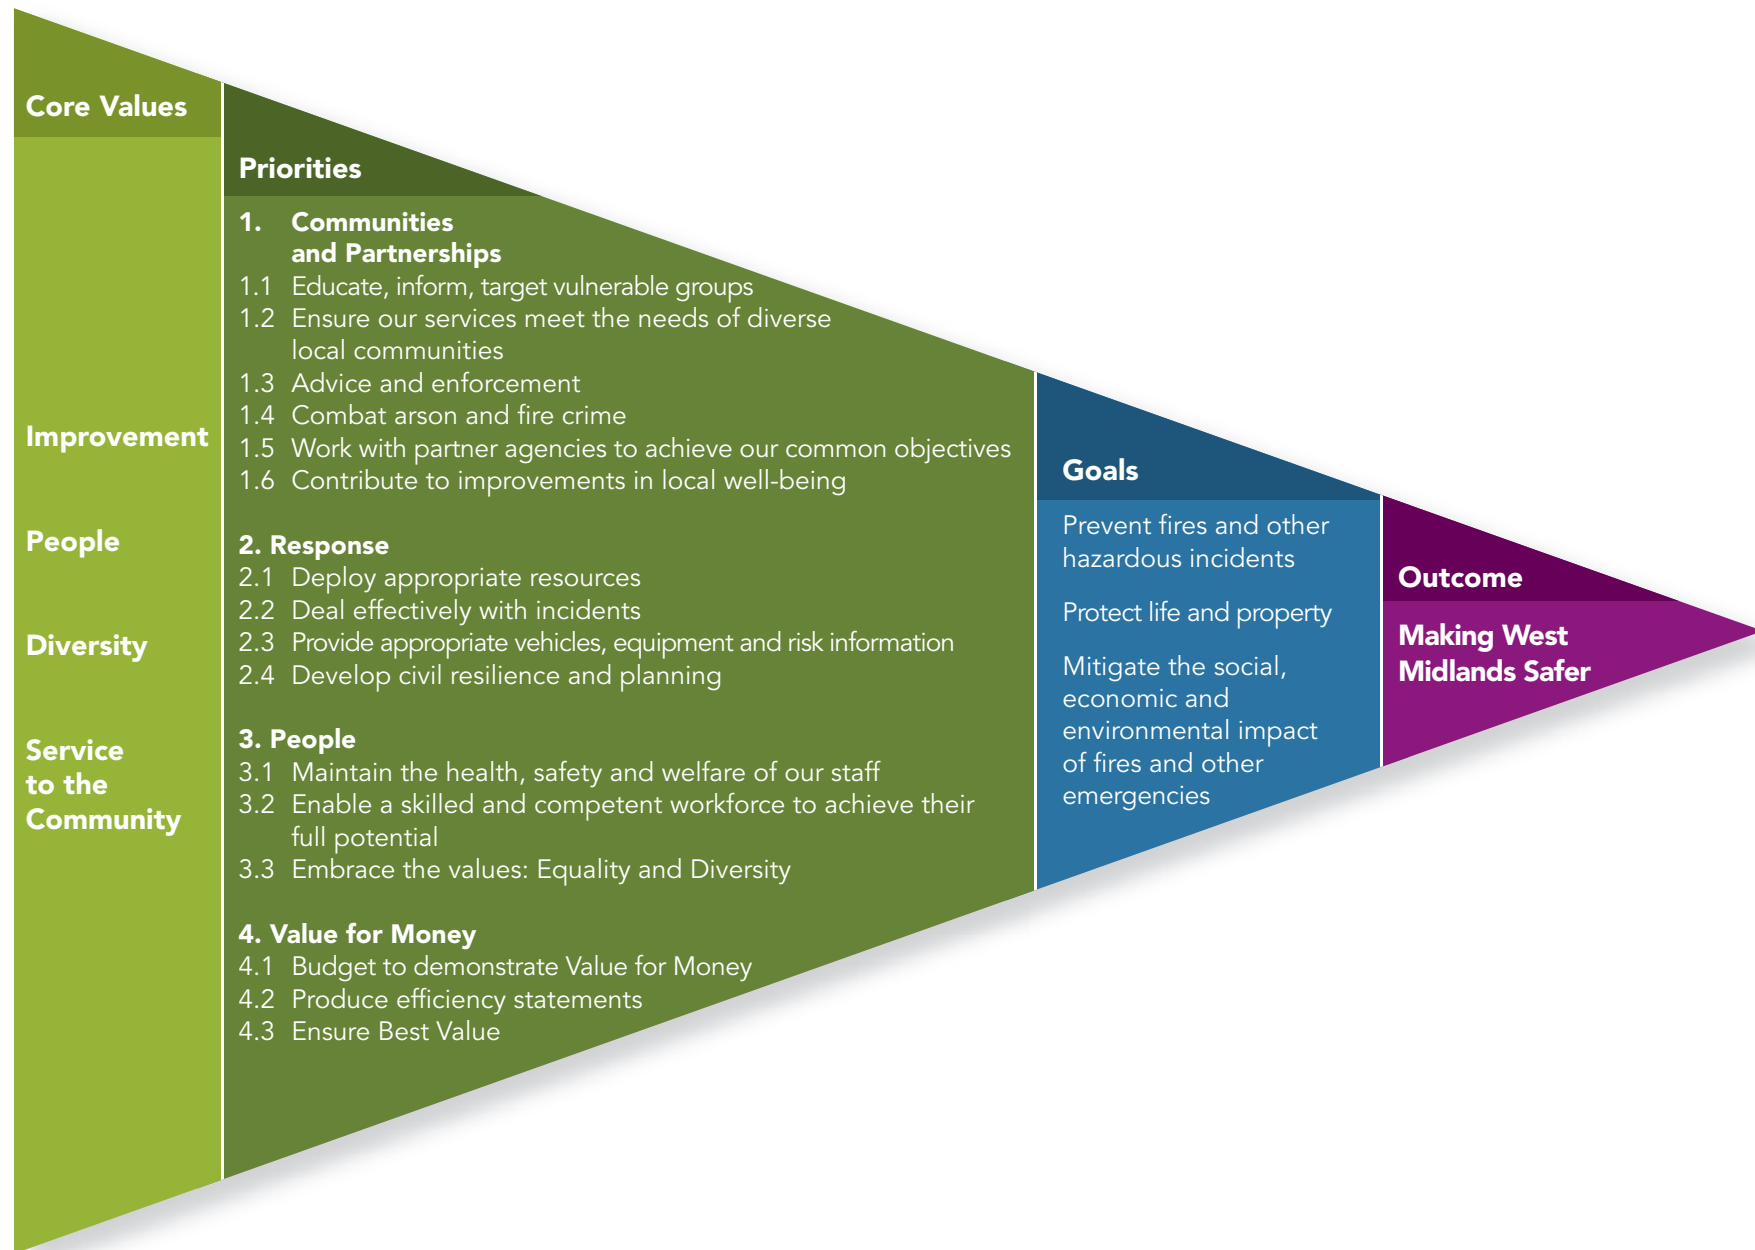 Core Values
Improvement
People
Diversity
Service
to the
Community
Priorities
1. Communities
and Partnerships
1.1 Educate, inform, target vulnerable groups
1.2 Ensure our services meet the needs of diverse
local communities
1.3 Advice and enforcement
1.4 Combat arson and fire crime
1.5 Work with partner agencies to achieve our common objectives
1.6 Contribute to improvements in local well-being
2. Response
2.1 Deploy appropriate resources
2.2 Deal effectively with incidents
2.3 Provide appropriate vehicles, equipment and risk information
2.4 Develop civil resilience and planning
3. People
3.1 Maintain the health, safety and welfare of our staff
3.2 Enable a skilled and competent workforce to achieve their
full potential
3.3 Embrace the values: Equality and Diversity
4. Value for Money
4.1 Budget to demonstrate Value for Money
4.2 Produce efficiency statements
4.3 Ensure Best Value
Goals
Prevent fires and other
hazardous incidents
Protect life and property
Mitigate the social,
economic and
environmental impact
of fires and other
emergencies
Outcome
Making West
Midlands Safer